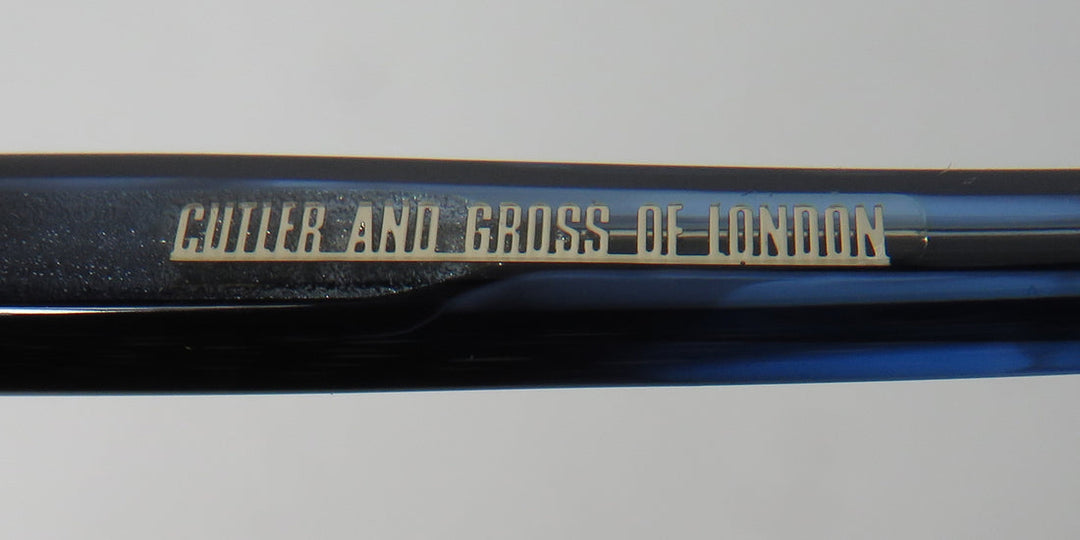 CUTLER AND GROSS OF LONDON